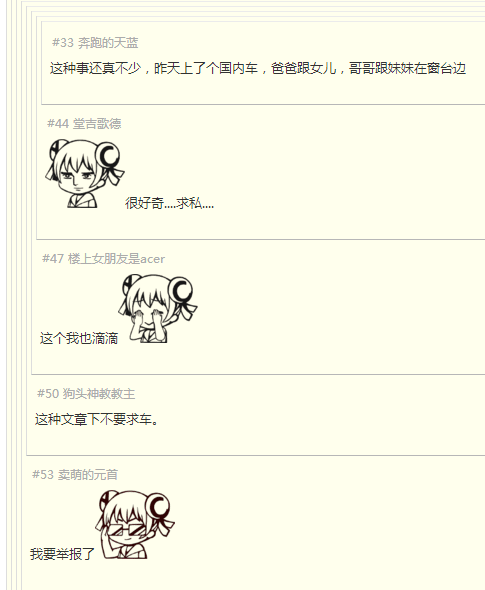 #33 奔跑的天蓝
这种事还真不少，昨天上了个国内车，爸爸跟女儿，哥哥跟妹妹在窗台边
#44 堂吉歌德
很好奇....求私....
#47 楼上女朋友是acer
这个我也滴滴
#50 狗头神教教主
这种文章下不要求车。
#53 卖萌的元首
我要举报了